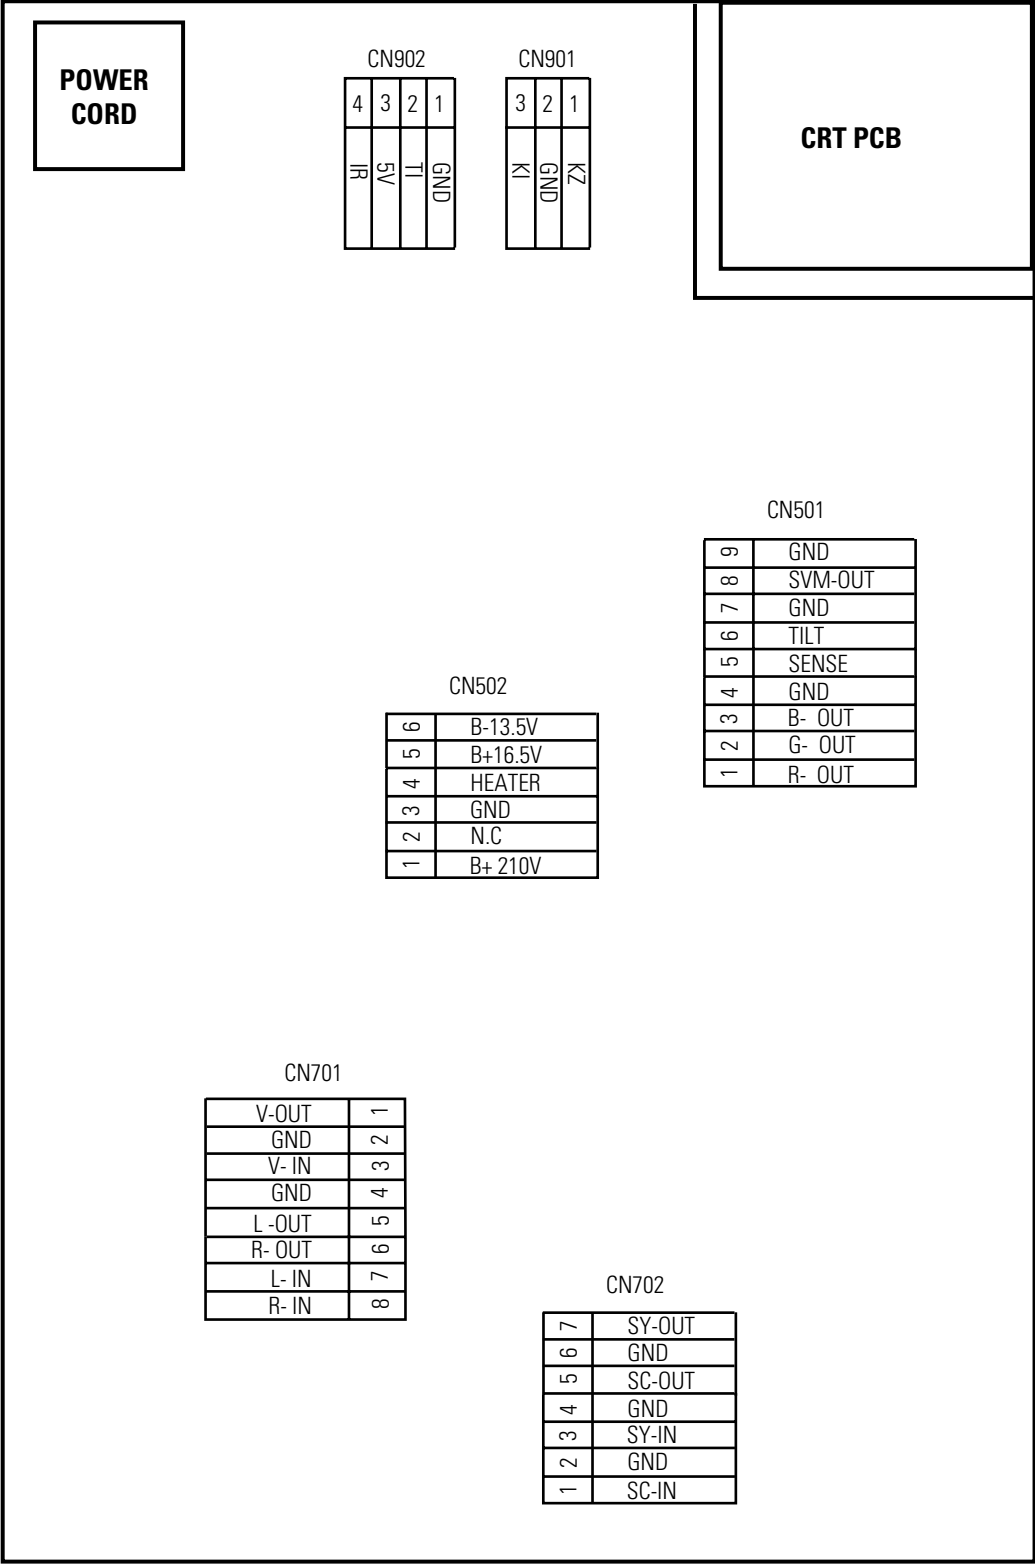 POWER
CORD
CN902
4 3 2 1
IR 5V TI GND
CN901
3 2 1
KI GND KZ
CRT PCB
CN501
9 GND
8 SVM-OUT
7 GND
6 TILT
5 SENSE
4 GND
3 B- OUT
2 G- OUT
1 R- OUT
CN502
6 B-13.5V
5 B+16.5V
4 HEATER
3 GND
2 N.C
1 B+ 210V
CN701
V-OUT 1
GND 2
V- IN 3
GND 4
L -OUT 5
R- OUT 6
L- IN 7
R- IN 8
CN702
7 SY-OUT
6 GND
5 SC-OUT
4 GND
3 SY-IN
2 GND
1 SC-IN